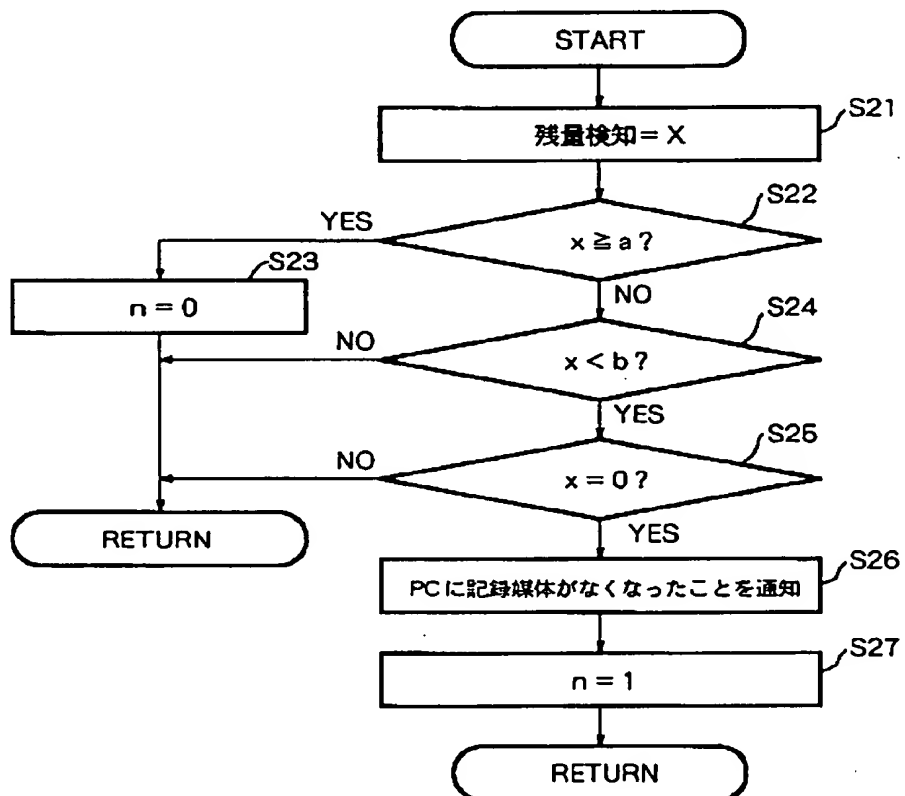 START
S21
残量検知=X
S22
YES
x≧a?
S23
n=0
NO
S24
NO
x<b?
YES
S25
NO
x=0?
RETURN
YES
S26
PCに記録媒体がなくなったことを通知
S27
n=1
RETURN